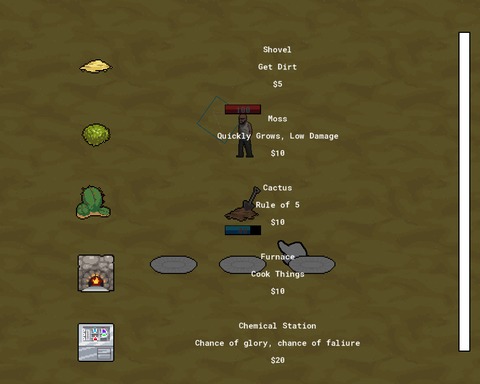 Shovel
Get Dirt
$5
100
Moss
Quickly Grows, Low Damage
$10
Cactus
Rule of 5
$10
Furnace
Cook Things
$10
Chemical Station
Chance of glory, chance of faliure
$20